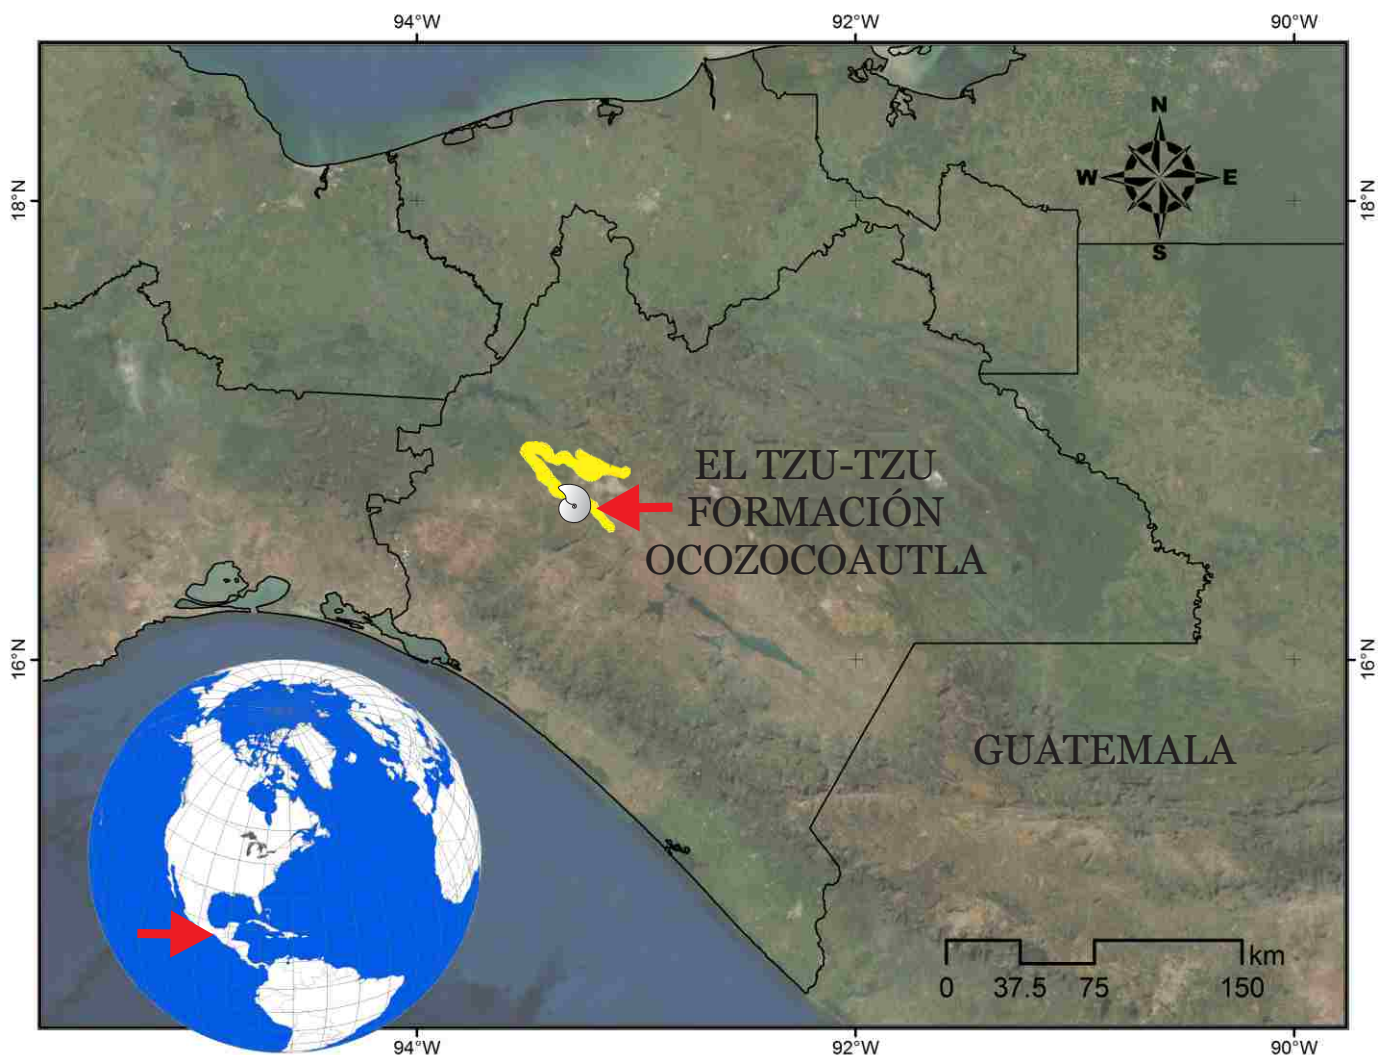 94°W
92°W
90°W
N
W
E
S
18°N
18°N
EL TZU-TZU
FORMACIÓN
OCOZOCOAUTLA
16°N
16°N
GUATEMALA
km
0
37.5
75
150
94°W
92°W
90°W